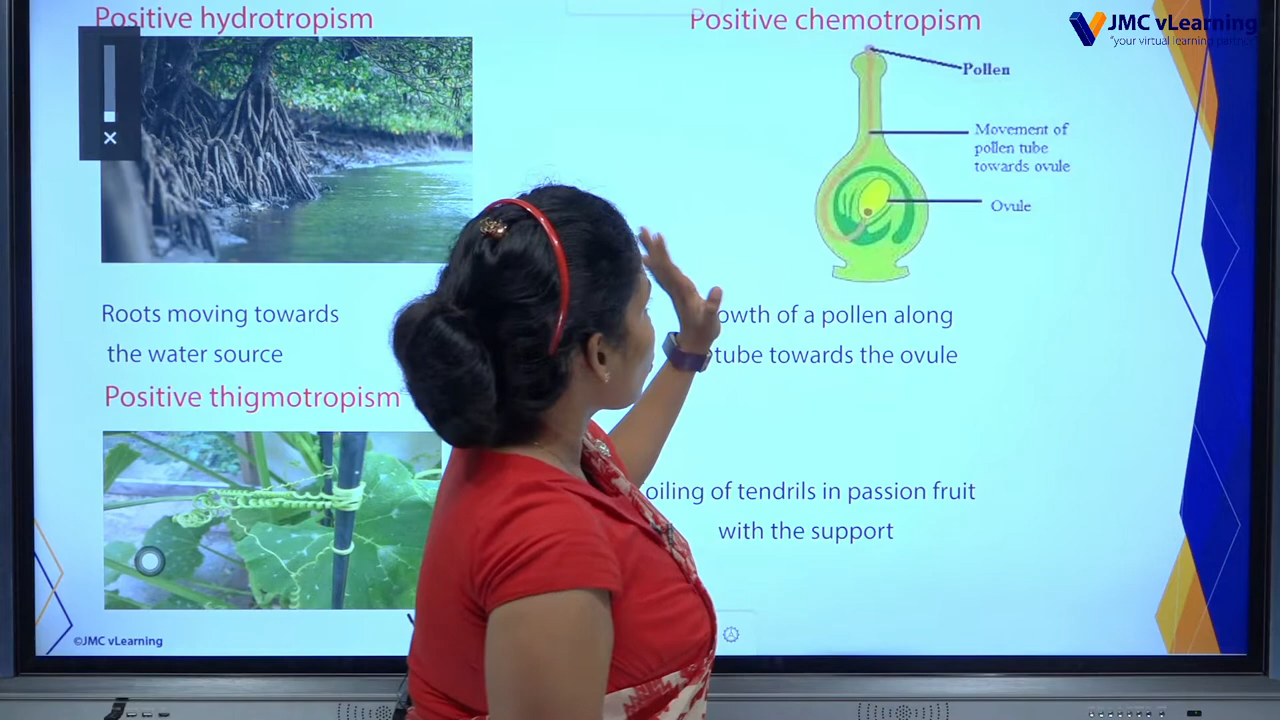 Positive hydrotropism
Positive chemotropism
JMC vLearning
"your virtual learning partner"
Pollen
Movement of
pollen tube
towards ovule
Ovule
Roots moving towards
the water source
owth of a pollen along
tube towards the ovule
Positive thigmotropism
oiling of tendrils in passion fruit
with the support
©JMC vLearning